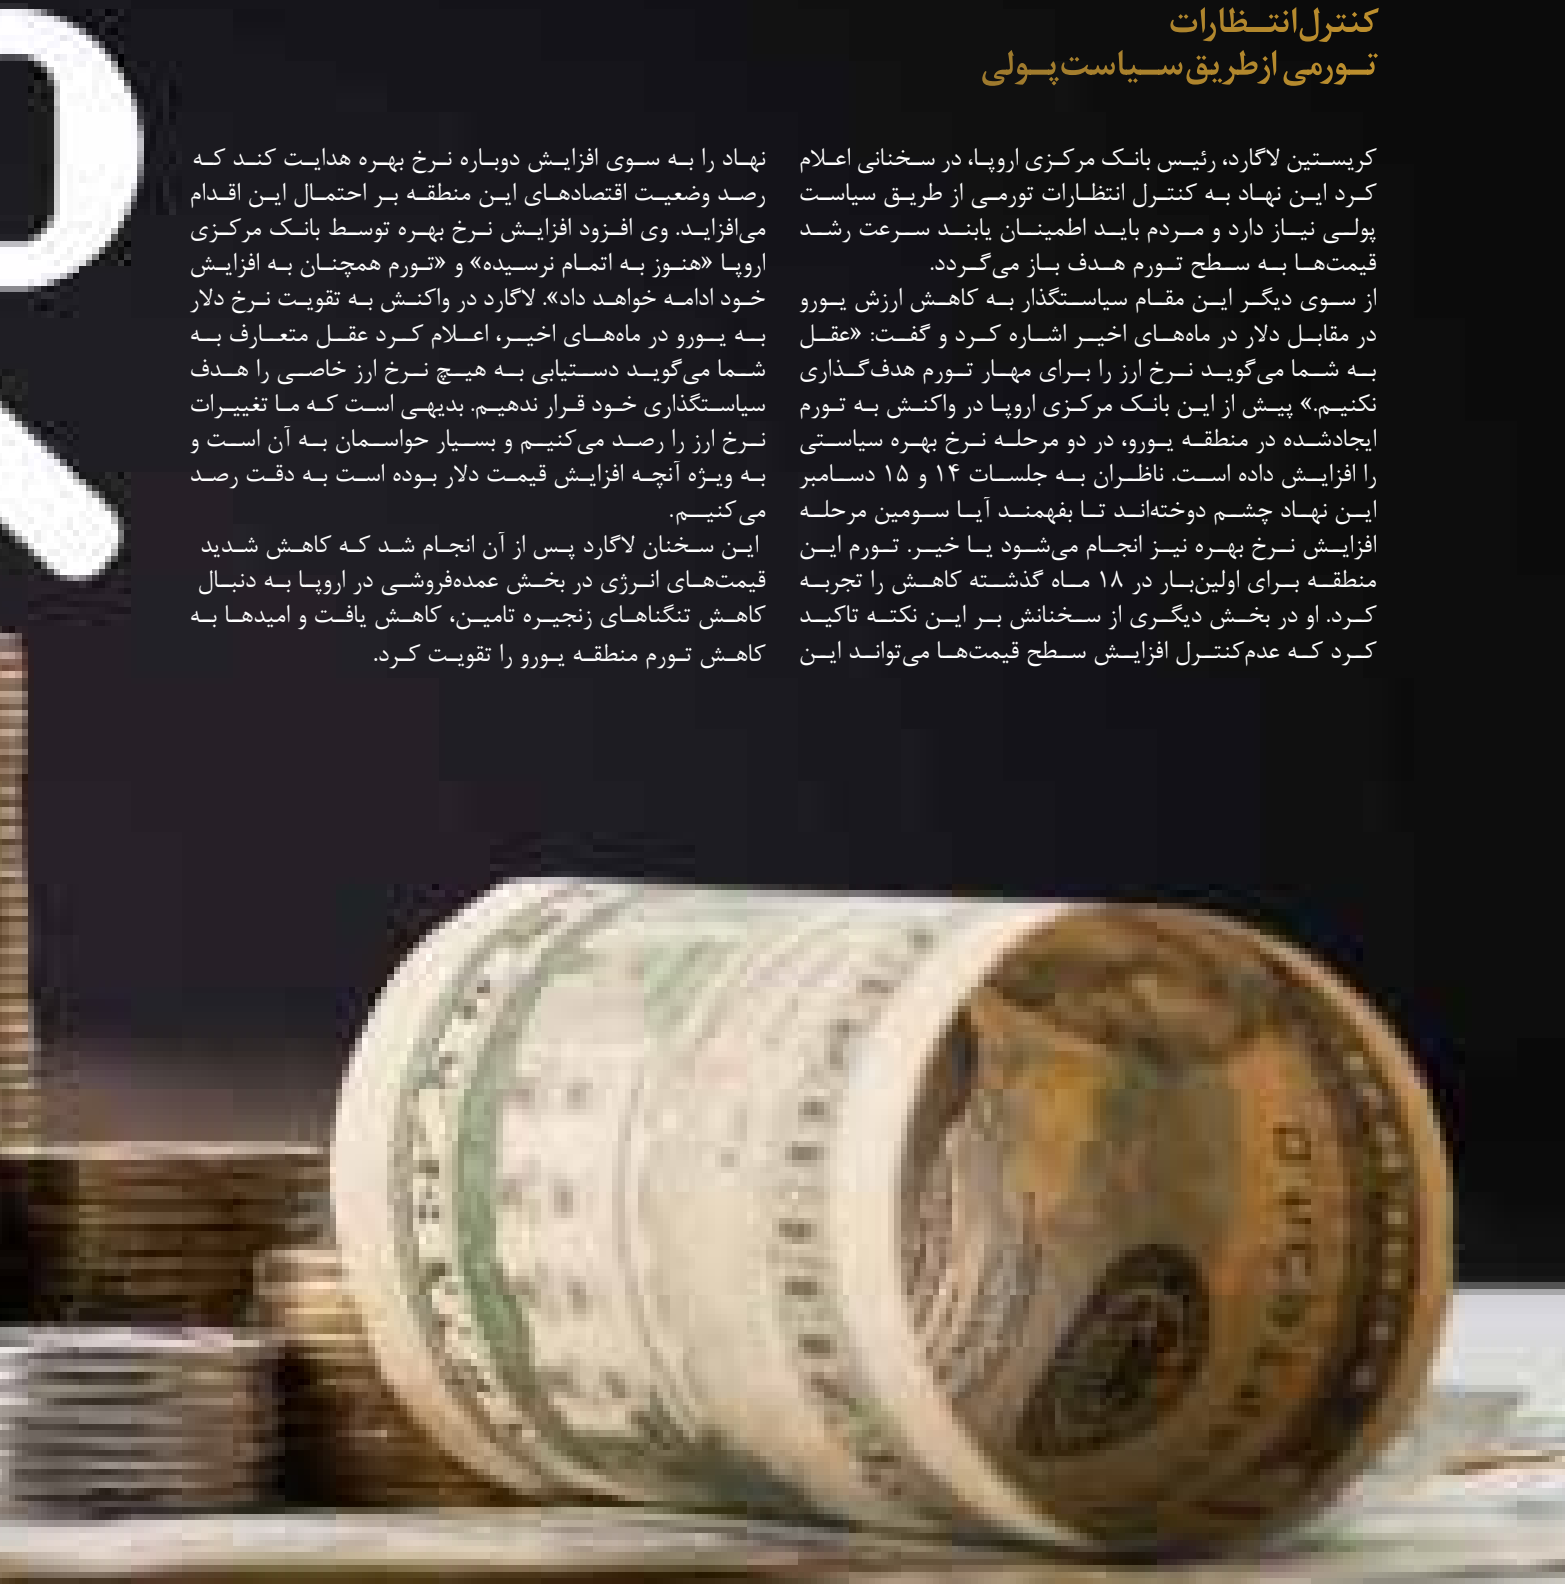 کنترل انتظارات
تورمی از طریق سیاست پولی
کریستین لاگارد، رئیس بانک مرکزی اروپا، در سخنانی اعلام
کرد این نهاد به کنترل انتظارات تورمی از طریق سیاست
پولی نیاز دارد و مردم باید اطمینان یابند سرعت رشد
قیمت‌ها به سطح تورم هدف باز می‌گردد.
از سوی دیگر این مقام سیاستگذار به کاهش ارزش یورو
در مقابل دلار در ماه‌های اخیر اشاره کرد و گفت: «عقل
به شما می‌گوید نرخ ارز را برای مهار تورم هدف‌گذاری
نکنیم.» پیش از این بانک مرکزی اروپا در واکنش به تورم
ایجادشده در منطقه یورو، در دو مرحله نرخ بهره سیاستی
را افزایش داده است. ناظران به جلسات ۱۴ و ۱۵ دسامبر
این نهاد چشم دوخته‌اند تا بفهمند آیا سومین مرحله
افزایش نرخ بهره نیز انجام می‌شود یا خیر. تورم این
منطقه برای اولین‌بار در ۱۸ ماه گذشته کاهش را تجربه
کرد. او در بخش دیگری از سخنانش بر این نکته تاکید
کرد که عدم‌کنترل افزایش سطح قیمت‌ها می‌تواند این
نهاد را به سوی افزایش دوباره نرخ بهره هدایت کند که
رصد وضعیت اقتصادهای این منطقه بر احتمال این اقدام
می‌افزاید. وی افزود افزایش نرخ بهره توسط بانک مرکزی
اروپا «هنوز به اتمام نرسیده» و «تورم همچنان به افزایش
خود ادامه خواهد داد». لاگارد در واکنش به تقویت نرخ دلار
به یورو در ماه‌های اخیر، اعلام کرد عقل متعارف به
شما می‌گوید دستیابی به هیچ نرخ ارز خاصی را هدف
سیاستگذاری خود قرار ندهیم. بدیهی است که ما تغییرات
نرخ ارز را رصد می‌کنیم و بسیار حواسمان به آن است و
به ویژه آنچه افزایش قیمت دلار بوده است به دقت رصد
می‌کنیم.
این سخنان لاگارد پس از آن انجام شد که کاهش شدید
قیمت‌های انرژی در بخش عمده‌فروشی در اروپا به دنبال
کاهش تنگناهای زنجیره تامین، کاهش یافت و امیدها به
کاهش تورم منطقه یورو را تقویت کرد.